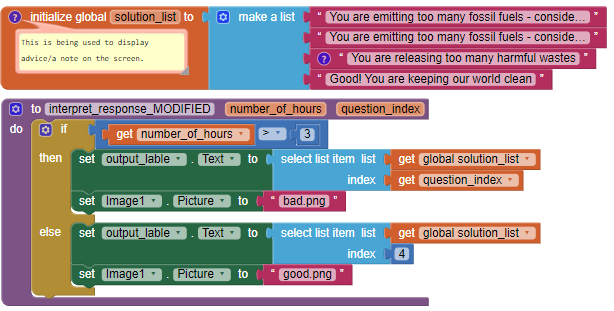 initialize global solution_list to make a list " You are emitting too many fossil fuels - conside... "
This is being used to display
advice/a note on the screen.
" You are emitting too many fossil fuels - conside... "
? " You are releasing too many harmful wastes "
" Good! You are keeping our world clean "
to interpret_response_MODIFIED number_of_hours question_index
do if get number_of_hours > 3
then set output_lable . Text to select list item list get global solution_list
index get question_index
set Image1 . Picture to " bad.png "
else set output_lable . Text to select list item list get global solution_list
index 4
set Image1 . Picture to " good.png "